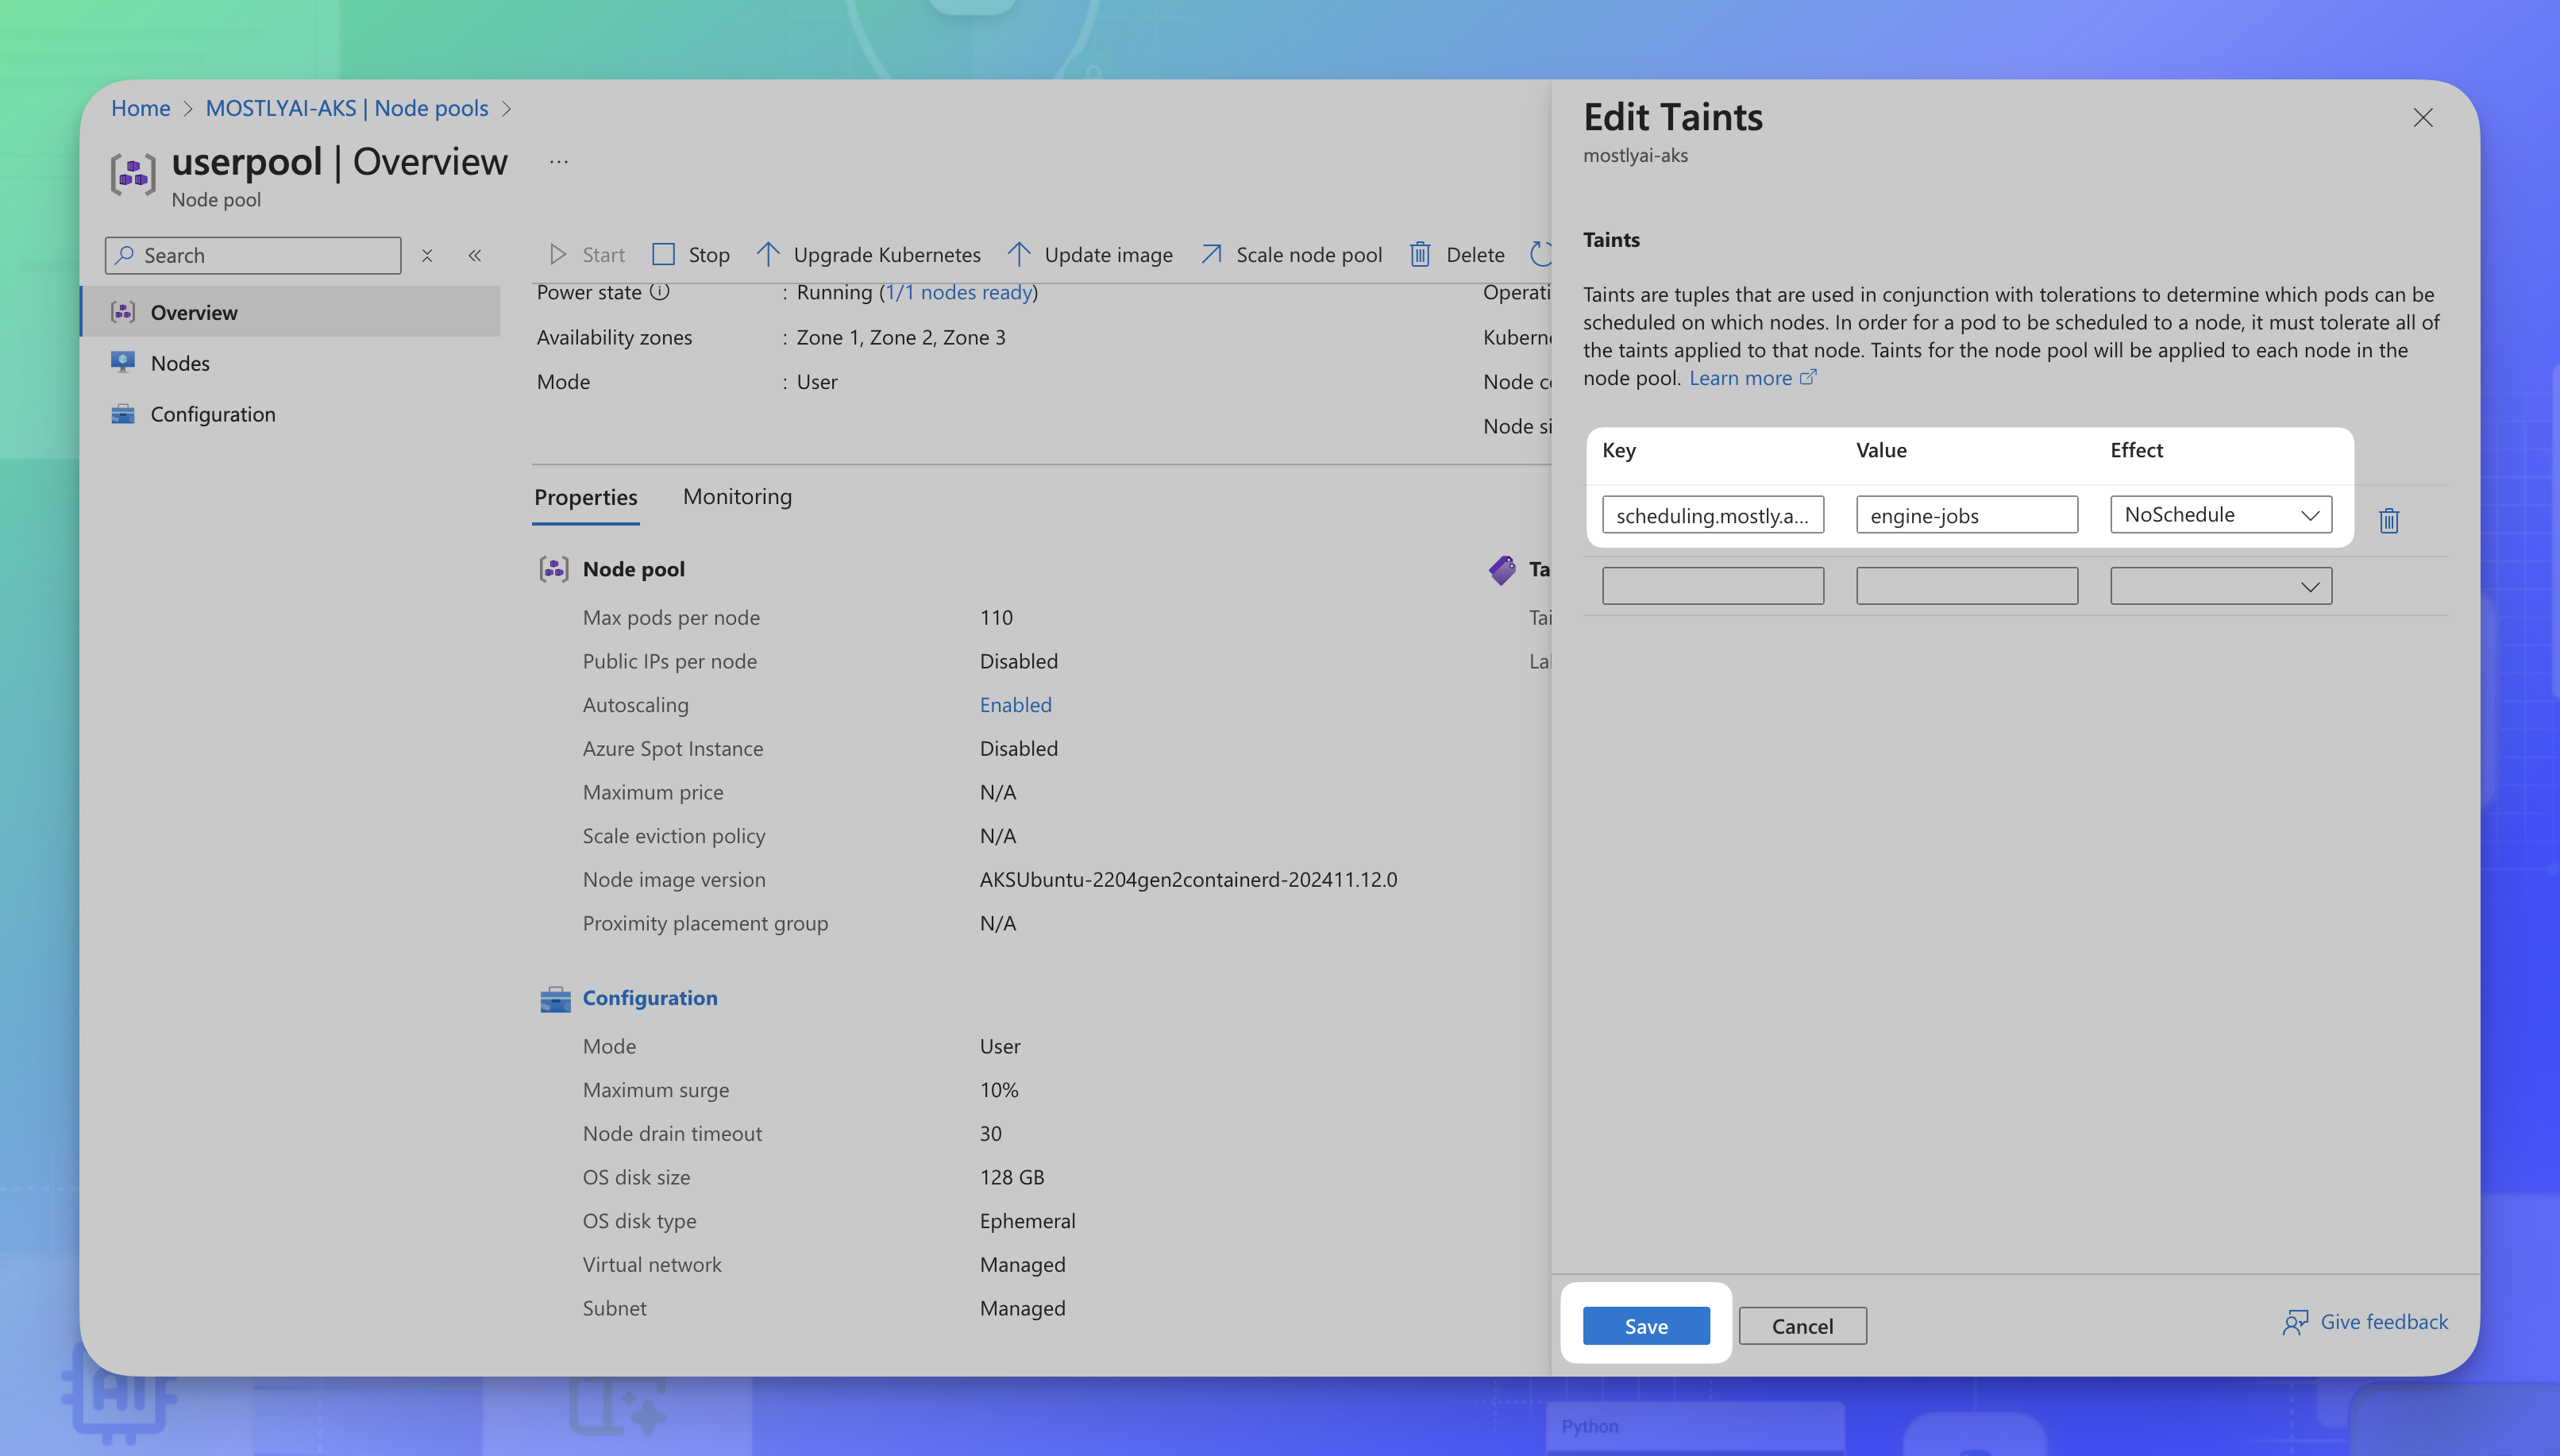 Home > MOSTLYAI-AKS | Node pools >
userpool | Overview ...
Node pool
Search
Overview
Nodes
Configuration
Start Stop Upgrade Kubernetes Update image Scale node pool Delete
Power state : Running (1/1 nodes ready)
Availability zones : Zone 1, Zone 2, Zone 3
Mode : User
Operati
Kuberne
Node c
Node si
Properties Monitoring
Node pool
Max pods per node 110
Public IPs per node Disabled
Autoscaling Enabled
Azure Spot Instance Disabled
Maximum price N/A
Scale eviction policy N/A
Node image version AKSUbuntu-2204gen2containerd-202411.12.0
Proximity placement group N/A
Ta
Tai
Lal
Configuration
Mode User
Maximum surge 10%
Node drain timeout 30
OS disk size 128 GB
OS disk type Ephemeral
Virtual network Managed
Subnet Managed
Edit Taints
mostlyai-aks
Taints
Taints are tuples that are used in conjunction with tolerations to determine which pods can be
scheduled on which nodes. In order for a pod to be scheduled to a node, it must tolerate all of
the taints applied to that node. Taints for the node pool will be applied to each node in the
node pool. Learn more
Key Value Effect
scheduling.mostly.a... engine-jobs NoSchedule
Save Cancel
Give feedback
AI
Python